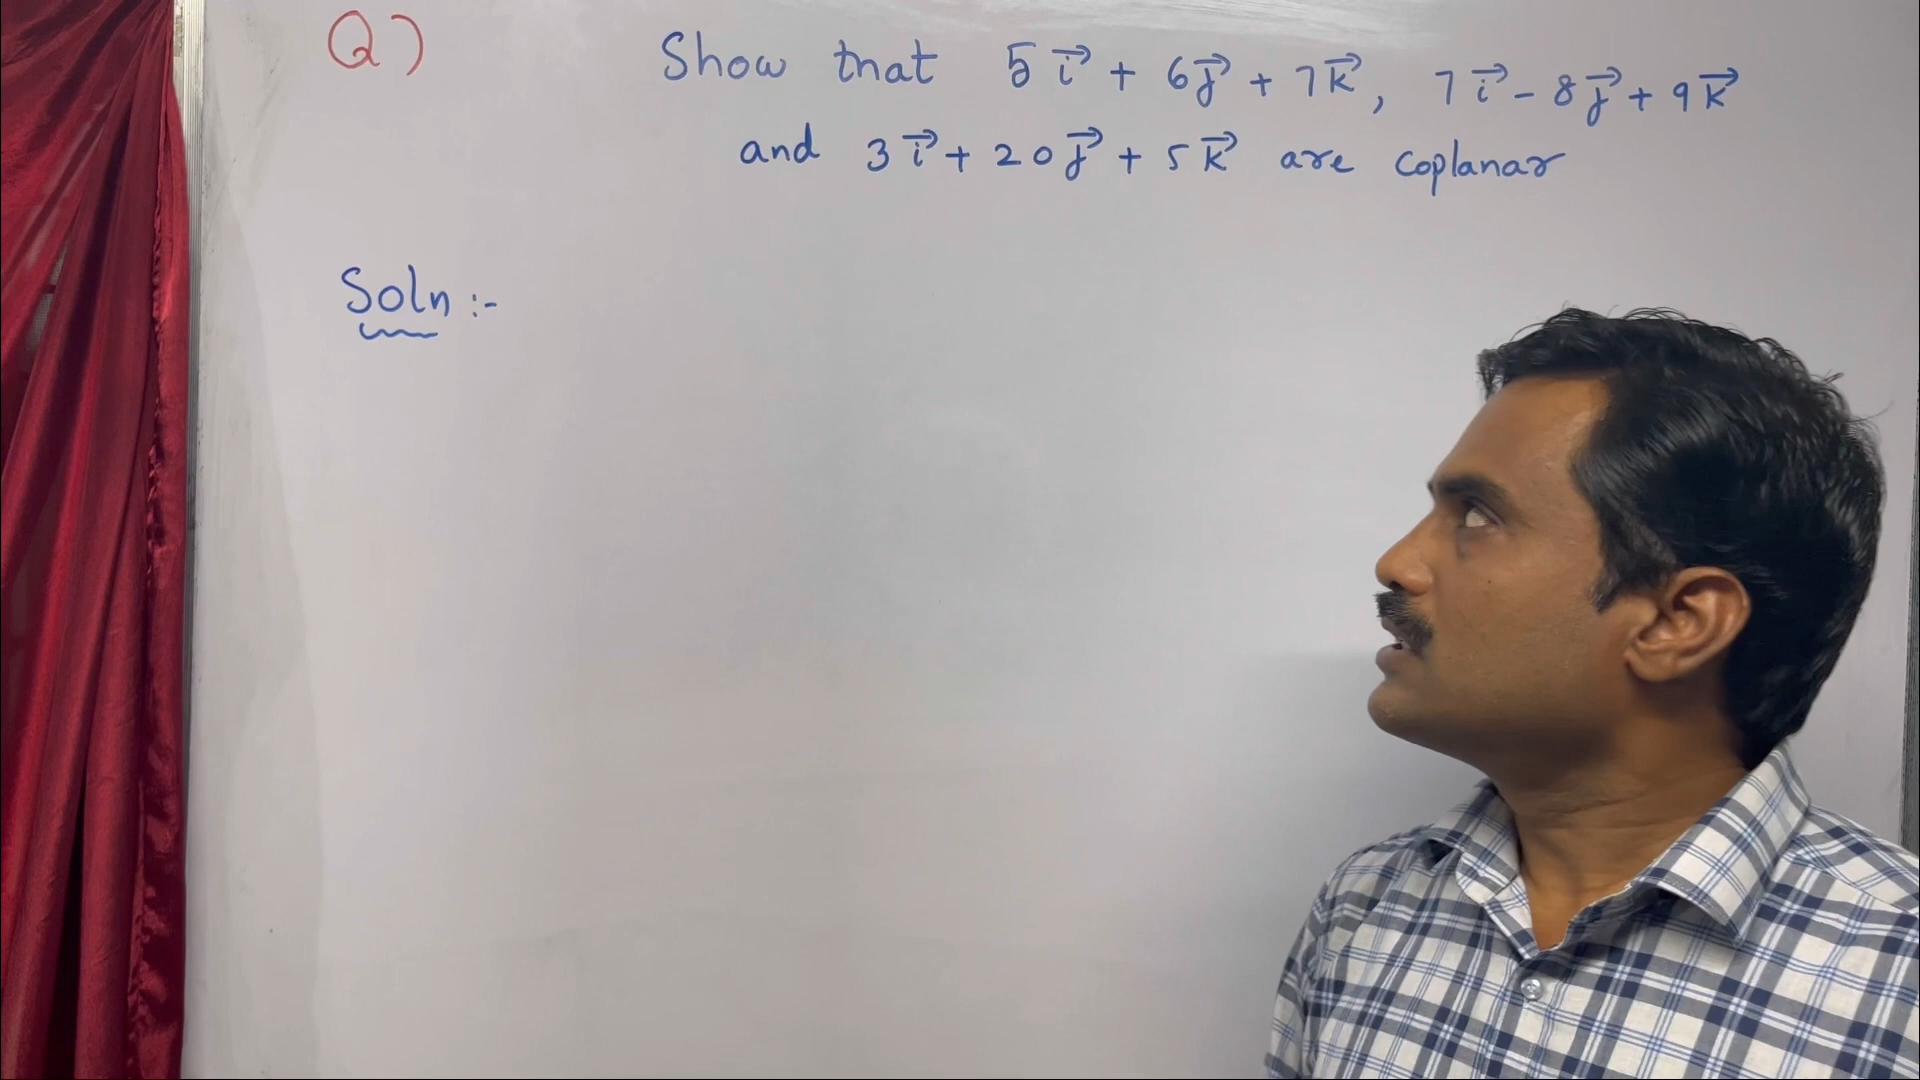 Q) Show that 5i⃗ + 6j⃗ + 7k⃗, 7i⃗ - 8j⃗ + 9k⃗
and 3i⃗ + 20j⃗ + 5k⃗ are coplanar
Soln :-